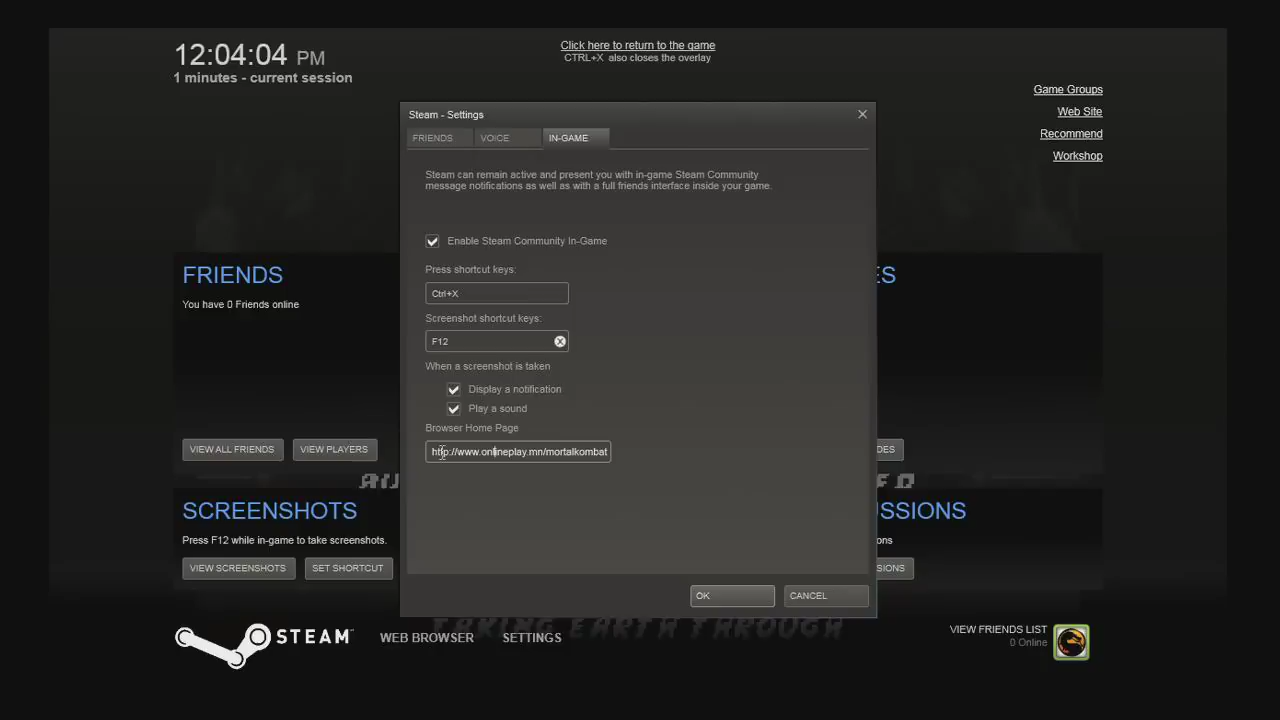 12:04:04 PM
1 minutes - current session
Click here to return to the game
CTRL+X also closes the overlay
Game Groups
Web Site
Recommend
Workshop
Steam - Settings
FRIENDS VOICE IN-GAME
Steam can remain active and present you with in-game Steam Community
message notifications as well as with a full friends interface inside your game.
Enable Steam Community In-Game
Press shortcut keys:
Ctrl+X
Screenshot shortcut keys:
F12
When a screenshot is taken
Display a notification
Play a sound
Browser Home Page
http://www.onlineplay.mn/mortalkombat
OK CANCEL
FRIENDS
You have 0 Friends online
VIEW ALL FRIENDS VIEW PLAYERS
ES
DES
SCREENSHOTS
Press F12 while in-game to take screenshots.
VIEW SCREENSHOTS SET SHORTCUT
USSIONS
ons
SIONS
TAKING EARTH THROUGH
STEAM™ WEB BROWSER SETTINGS
VIEW FRIENDS LIST
0 Online